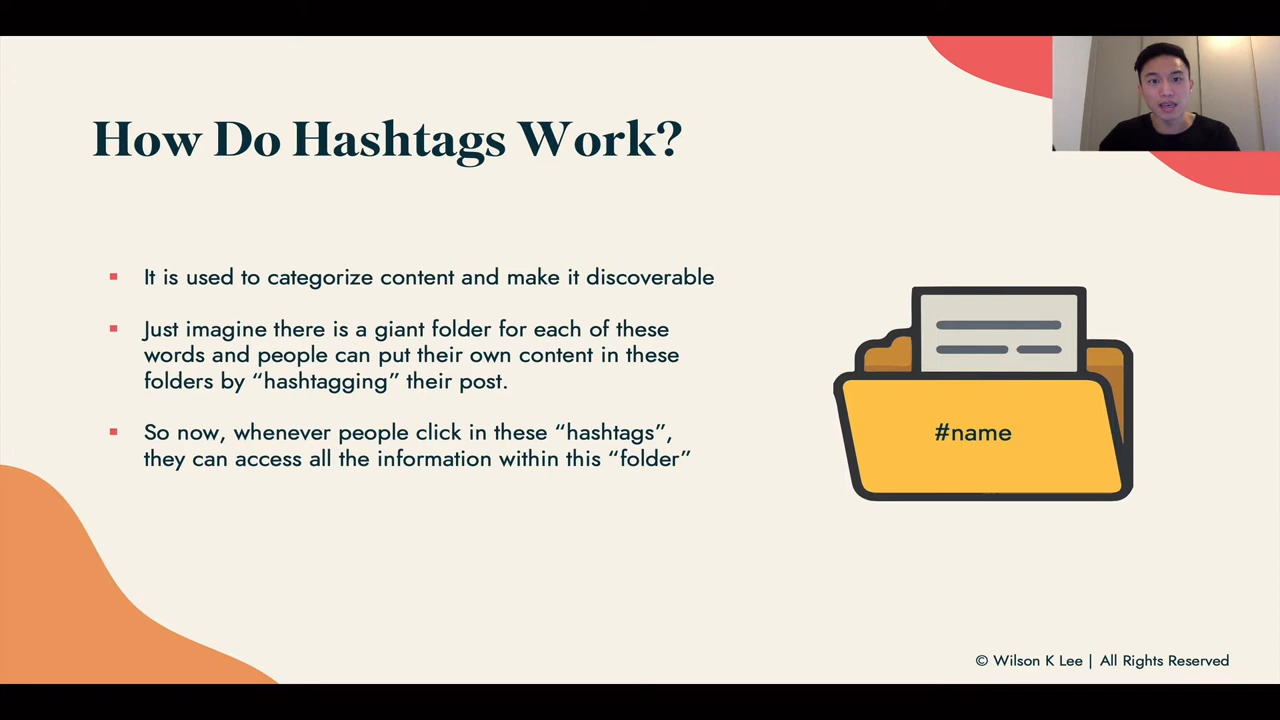 How Do Hashtags Work?
It is used to categorize content and make it discoverable
Just imagine there is a giant folder for each of these
words and people can put their own content in these
folders by “hashtagging” their post.
So now, whenever people click in these “hashtags”,
they can access all the information within this “folder”
#name
© Wilson K Lee | All Rights Reserved